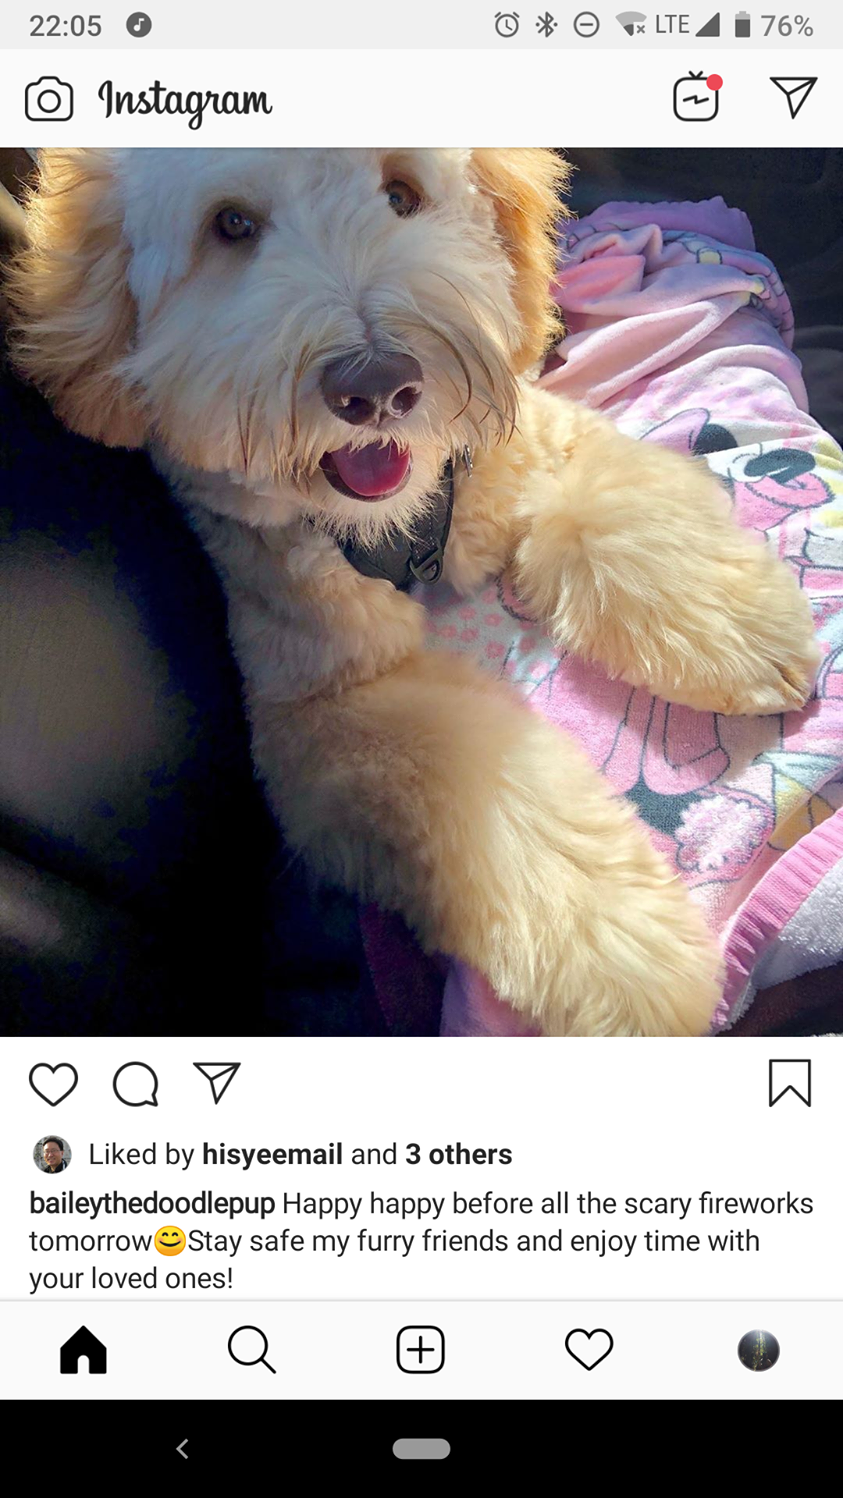 22:05 LTE 76%
Instagram
Liked by hisyeemail and 3 others
baileythedoodlepup Happy happy before all the scary fireworks
tomorrow😊Stay safe my furry friends and enjoy time with
your loved ones!